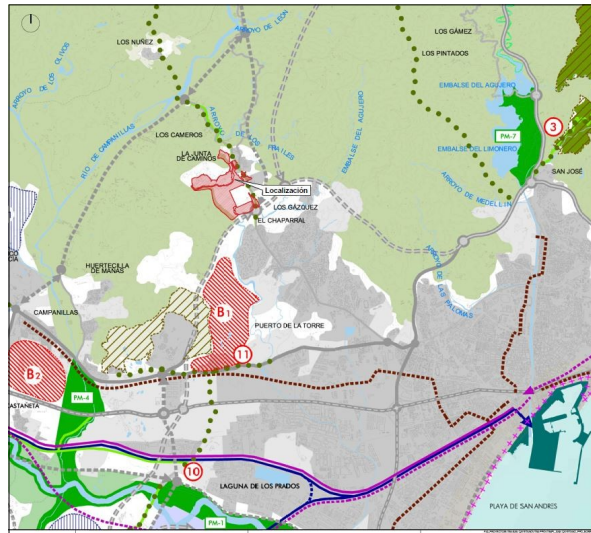 LOS GÁMEZ
LOS NUÑEZ
ARROYO DE LEÓN
LOS PINTADOS
ARROYO DE LOS OLIVOS
EMBALSE DEL AGUJERO
RÍO DE CAMPANILLAS
LOS CAMEROS
ARROYO DE LOS FRAILES
EMBALSE DEL AGUJERO
PM-7
3
LA JUNTA
DE CAMINOS
EMBALSE DEL LIMONERO
SAN JOSÉ
Localización
ARROYO DE MEDELLIN
LOS GÁZQUEZ
EL CHAPARRAL
ARROYO DE LAS PALOMAS
HUERTECILLA
DE MAÑAS
CAMPANILLAS
B1
PUERTO DE LA TORRE
11
B2
PM-4
CASTAÑETA
10
LAGUNA DE LOS PRADOS
PLAYA DE SAN ANDRES
PM-1